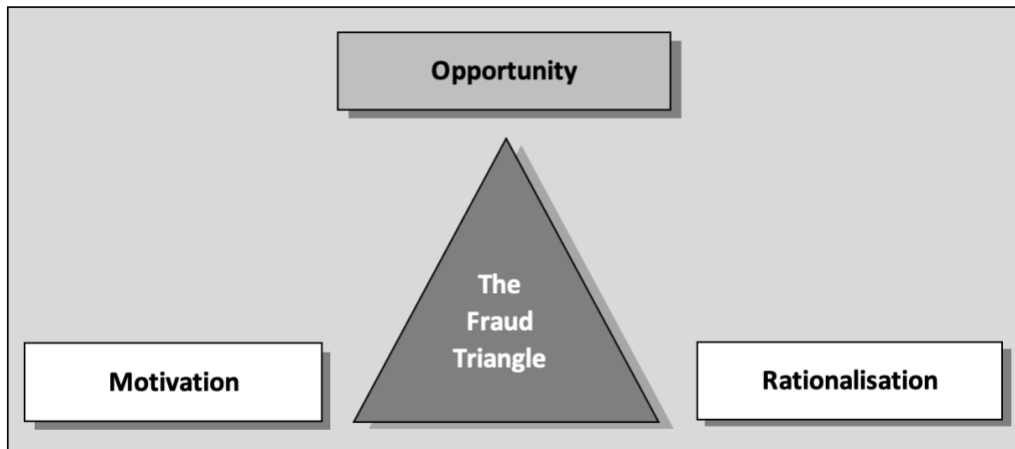 Opportunity
The
Fraud
Triangle
Motivation
Rationalisation